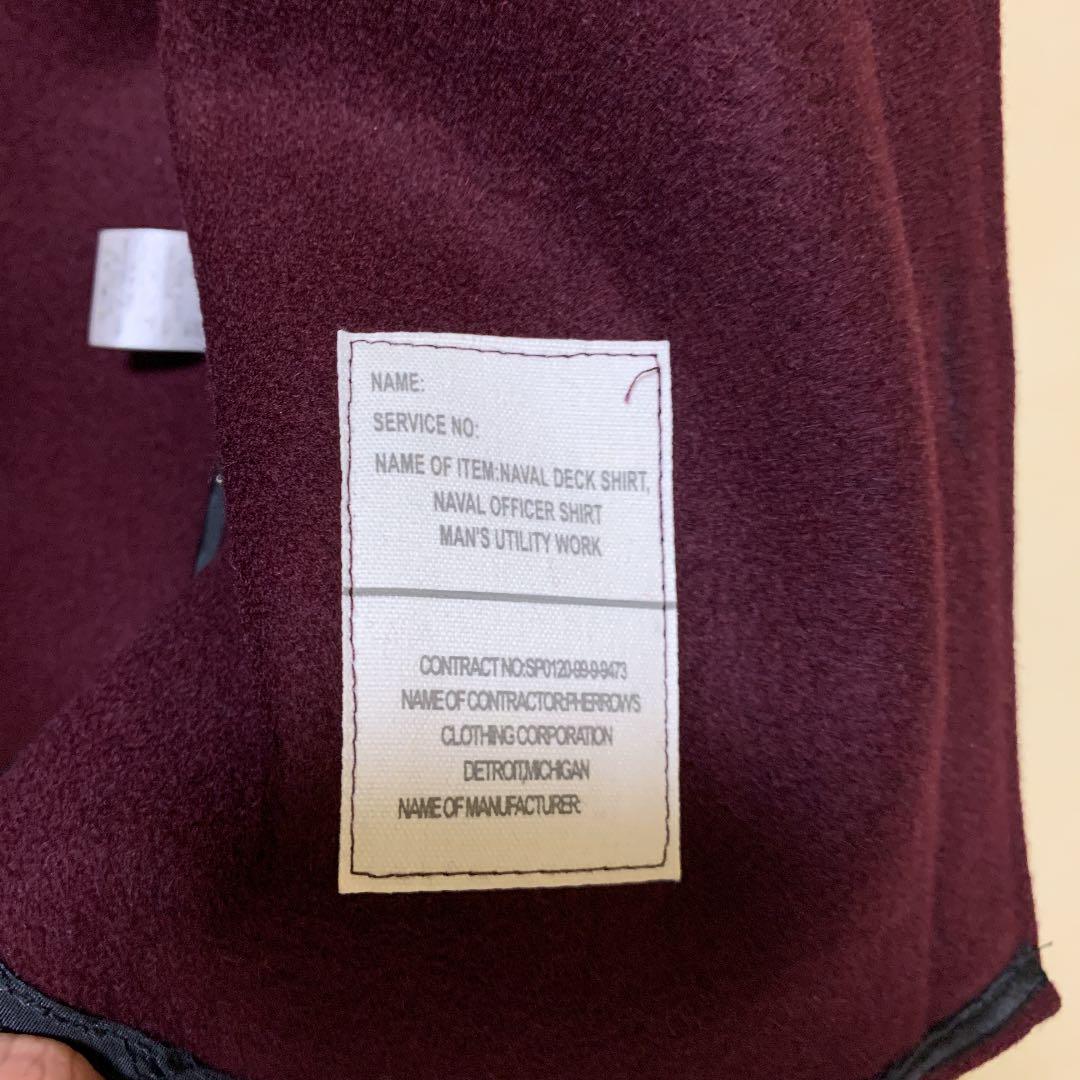 NAME:
SERVICE NO:
NAME OF ITEM:NAVAL DECK SHIRT,
NAVAL OFFICER SHIRT
MAN'S UTILITY WORK
CONTRACT NO:SP0120-99-9-9473
NAME OF CONTRACTOR:PHERROWS
CLOTHING CORPORATION
DETROIT,MICHIGAN
NAME OF MANUFACTURER: